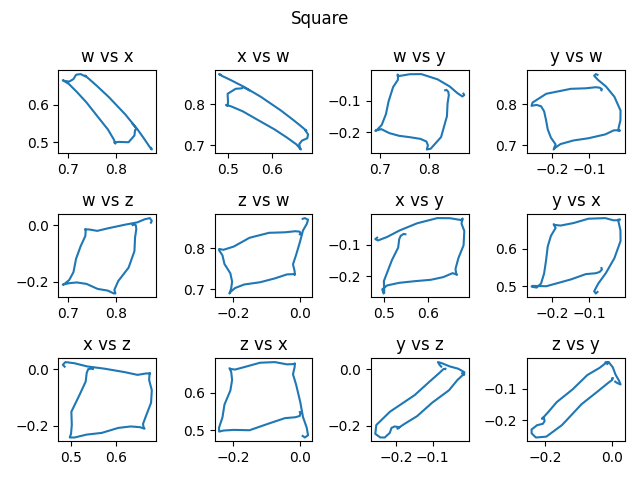 Square
w vs x x vs w w vs y y vs w
0.6 0.5 0.7 0.8
0.8 0.7 0.5 0.6
−0.1 −0.2 0.7 0.8
0.8 0.7 −0.2 −0.1
w vs z z vs w x vs y y vs x
0.0 −0.2 0.7 0.8
0.8 0.7 −0.2 0.0
−0.1 −0.2 0.5 0.6
0.6 0.5 −0.2 −0.1
x vs z z vs x y vs z z vs y
0.0 −0.2 0.5 0.6
0.6 0.5 −0.2 0.0
0.0 −0.2 −0.2 −0.1
−0.1 −0.2 −0.2 0.0